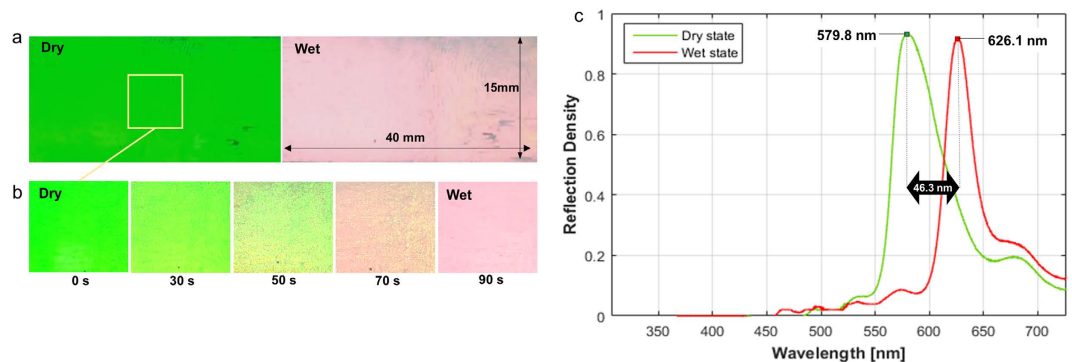 a
Dry
Wet
15mm
40 mm
b
Dry
Wet
0 s
30 s
50 s
70 s
90 s
c
Dry state
Wet state
579.8 nm
626.1 nm
46.3 nm
Reflection Density
1
0.8
0.6
0.4
0.2
0
350 400 450 500 550 600 650 700
Wavelength [nm]